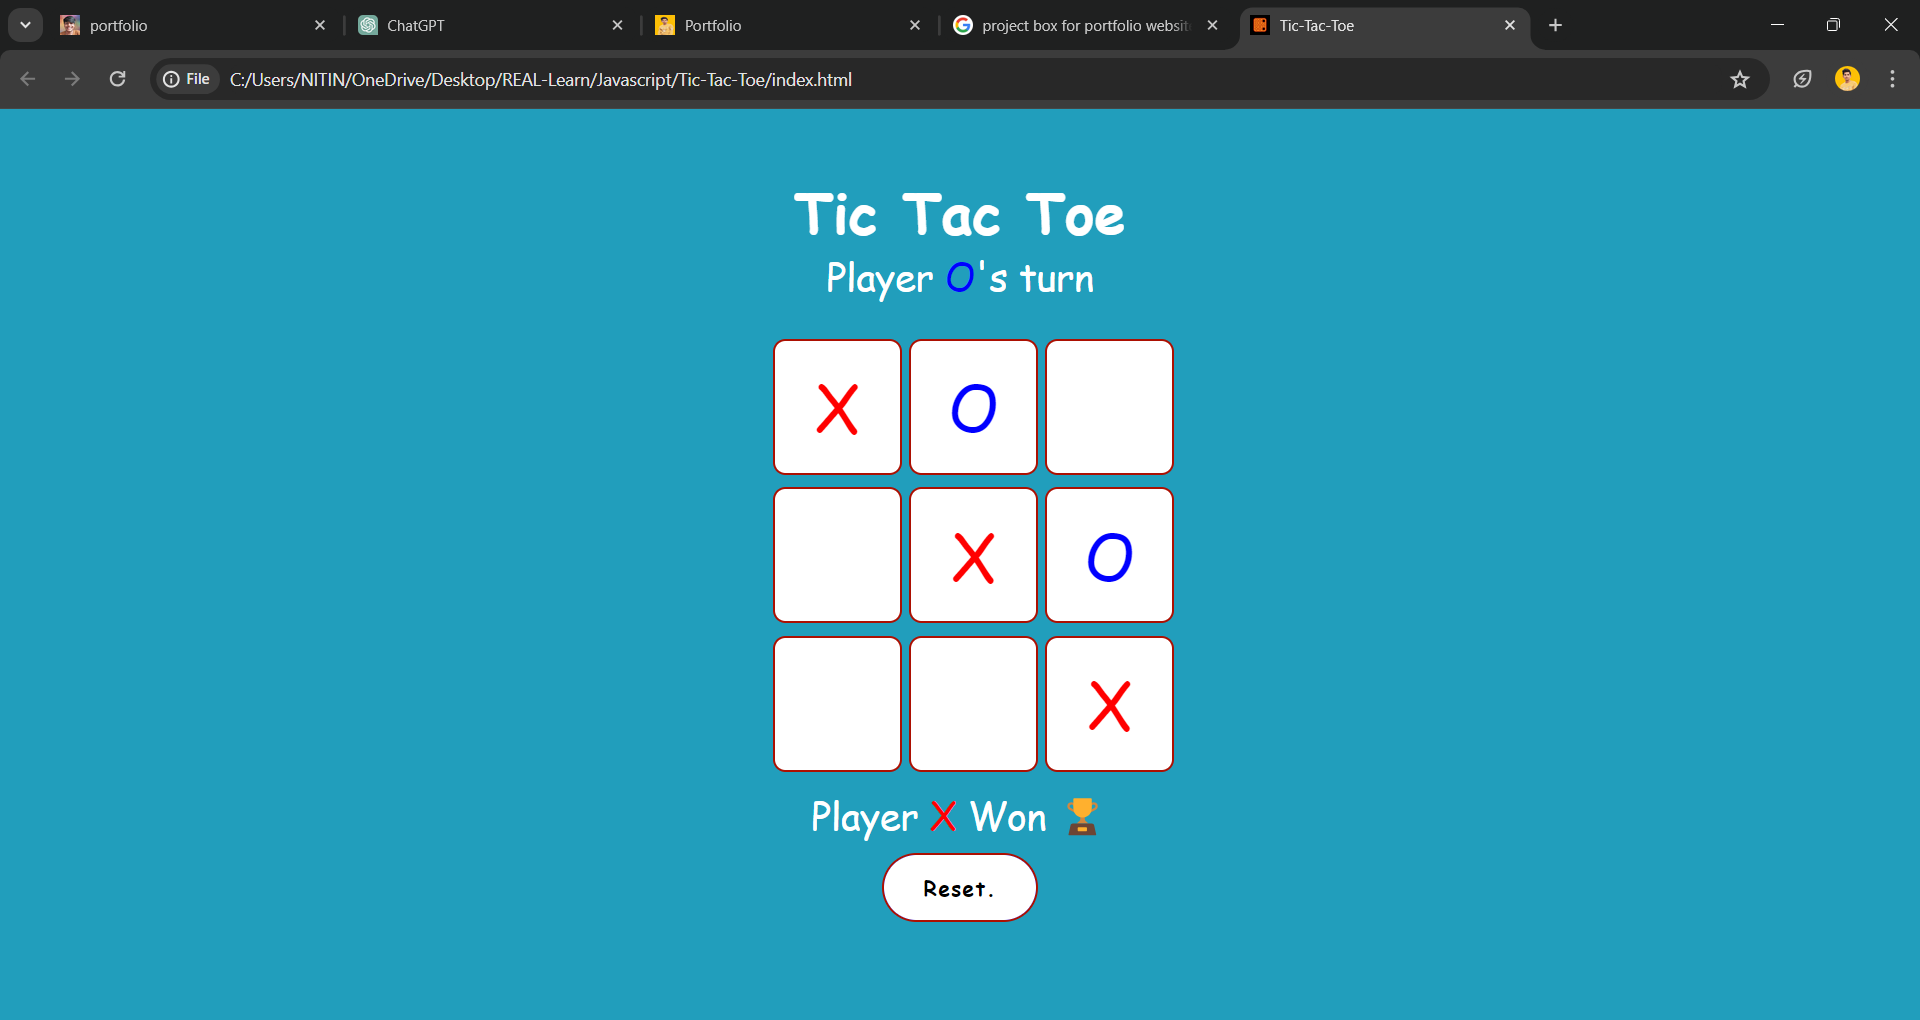 portfolio
ChatGPT
Portfolio
project box for portfolio websit
Tic-Tac-Toe
File
C:/Users/NITIN/OneDrive/Desktop/REAL-Learn/Javascript/Tic-Tac-Toe/index.html
Tic Tac Toe
Player O's turn
X O
X O
X
Player X Won 🏆
Reset.